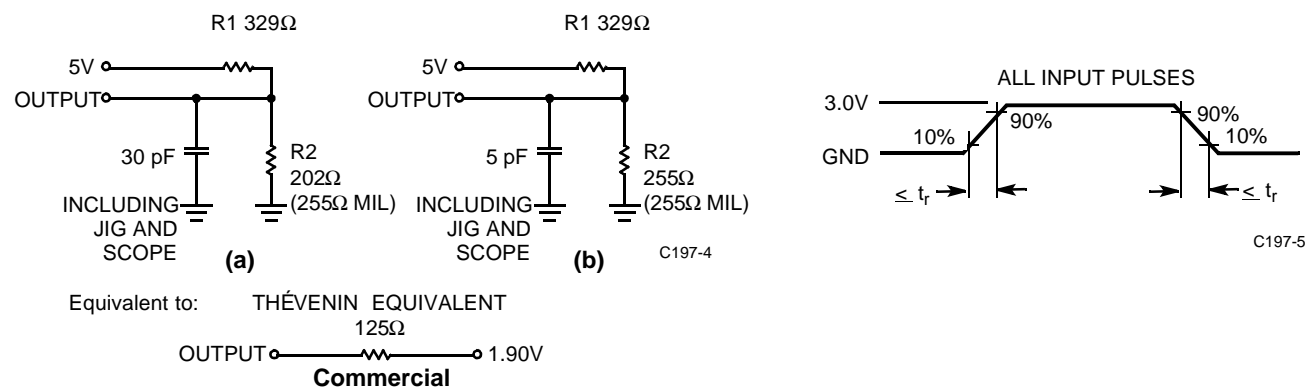 R1 329Ω
5V
OUTPUT
30 pF
R2
202Ω
(255Ω MIL)
INCLUDING
JIG AND
SCOPE
(a)
R1 329Ω
5V
OUTPUT
5 pF
R2
255Ω
(255Ω MIL)
INCLUDING
JIG AND
SCOPE
(b)
C197-4
ALL INPUT PULSES
3.0V
GND
10%
90%
90%
10%
≤ tr
≤ tr
C197-5
Equivalent to: THÉVENIN EQUIVALENT
125Ω
OUTPUT
1.90V
Commercial